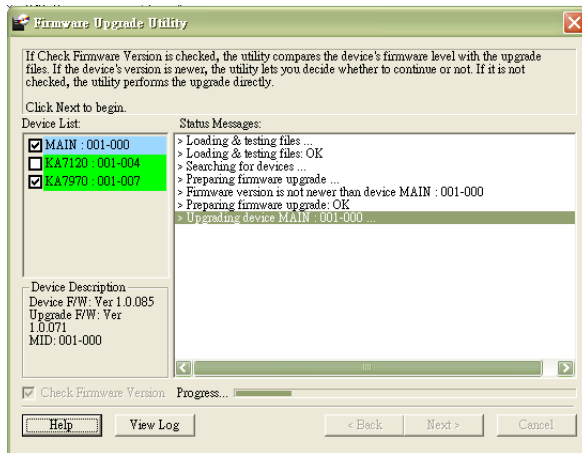 Firmware Upgrade Utility
If Check Firmware Version is checked, the utility compares the device's firmware level with the upgrade
files. If the device's version is newer, the utility lets you decide whether to continue or not. If it is not
checked, the utility performs the upgrade directly.
Click Next to begin.
Device List:
MAIN : 001-000
KA7120 : 001-004
KA7970 : 001-007
Status Messages:
> Loading & testing files ...
> Loading & testing files: OK
> Searching for devices ...
> Preparing firmware upgrade ...
> Firmware version is not newer than device MAIN : 001-000
> Preparing firmware upgrade: OK
> Upgrading device MAIN : 001-000 ...
Device Description
Device F/W: Ver 1.0.085
Upgrade F/W: Ver
1.0.071
MID: 001-000
Check Firmware Version Progress...
Help View Log < Back Next > Cancel